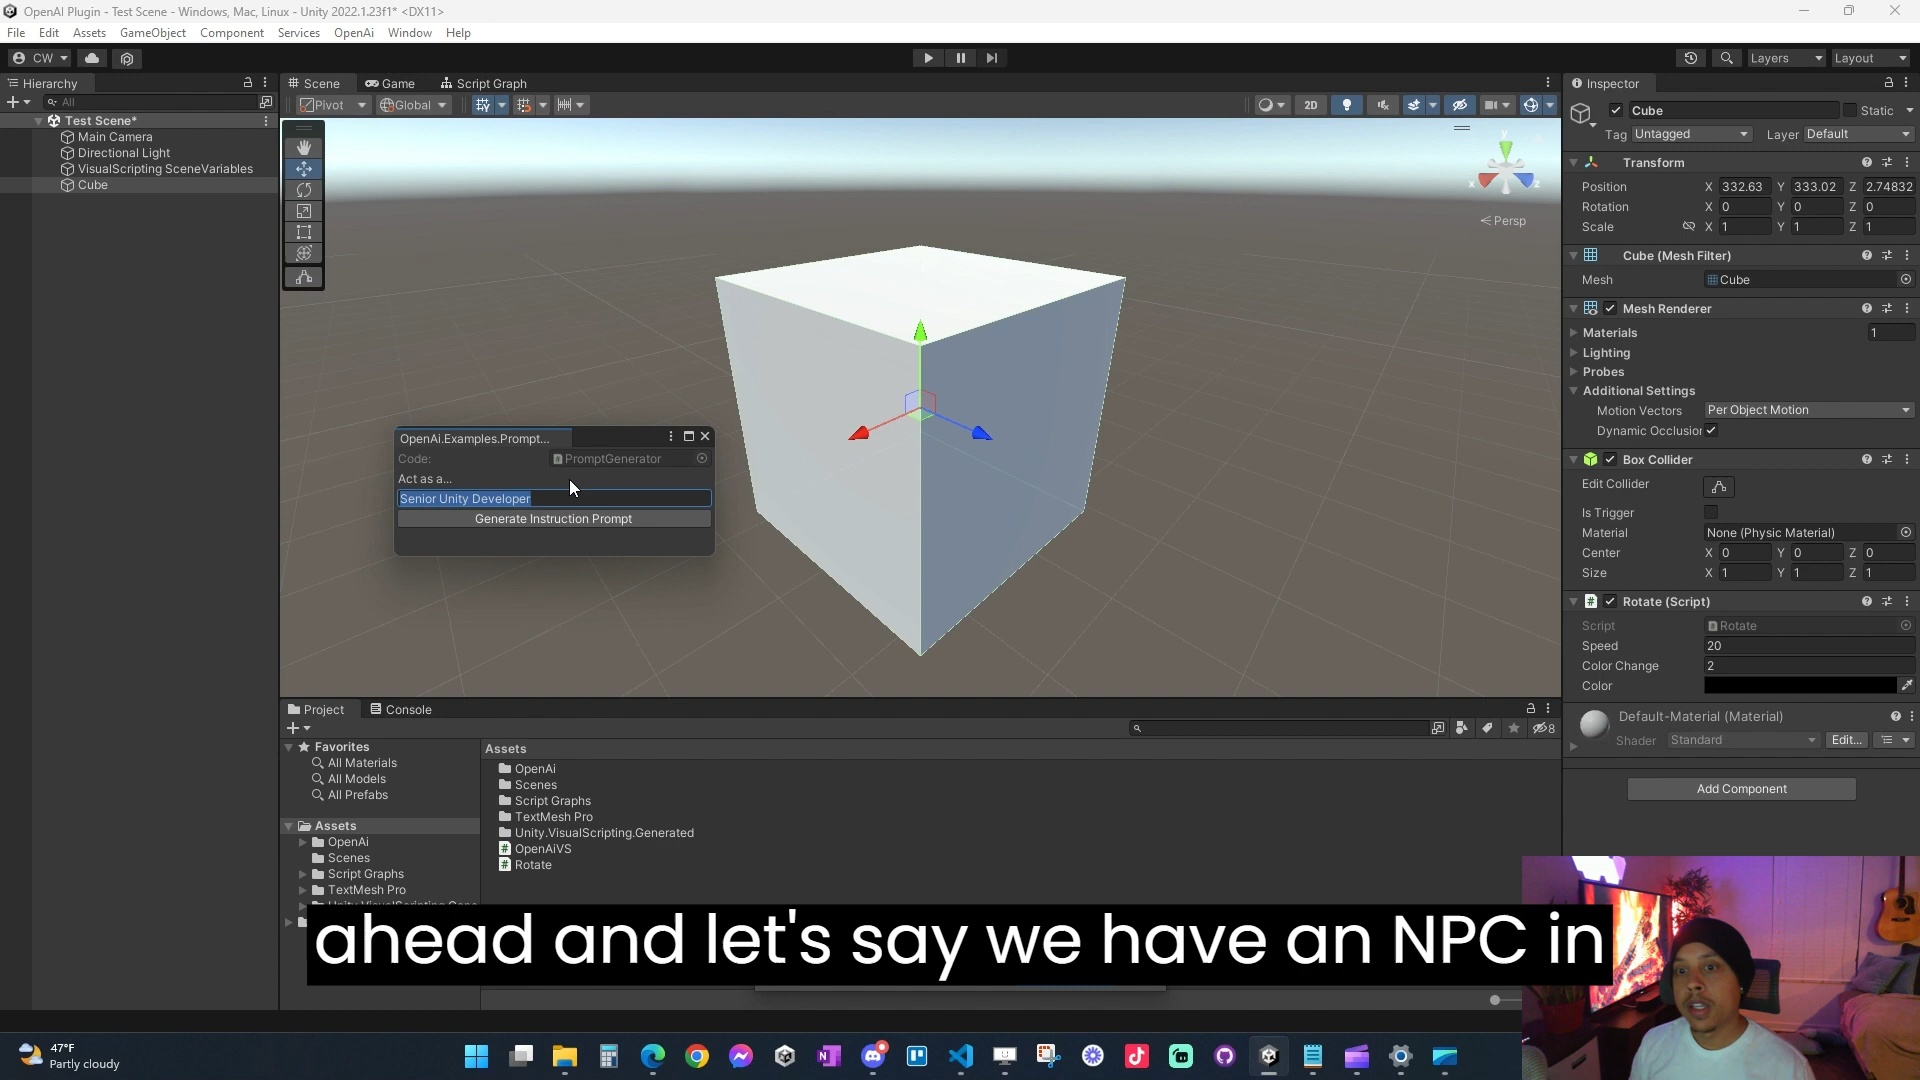 OpenAI Plugin - Test Scene - Windows, Mac, Linux - Unity 2022.1.23f1* <DX11>
File Edit Assets GameObject Component Services OpenAi Window Help
CW
Layers Layout
Hierarchy
All
Test Scene*
Main Camera
Directional Light
VisualScripting SceneVariables
Cube
Scene Game Script Graph
Pivot Global 2D
y
x z
Persp
OpenAi.Examples.Prompt...
Code: PromptGenerator
Act as a...
Senior Unity Developer
Generate Instruction Prompt
Inspector
Cube Static
Tag Untagged Layer Default
Transform
Position X 332.63 Y 333.02 Z 2.74832
Rotation X 0 Y 0 Z 0
Scale X 1 Y 1 Z 1
Cube (Mesh Filter)
Mesh Cube
Mesh Renderer
Materials 1
Lighting
Probes
Additional Settings
Motion Vectors Per Object Motion
Dynamic Occlusior
Box Collider
Edit Collider
Is Trigger
Material None (Physic Material)
Center X 0 Y 0 Z 0
Size X 1 Y 1 Z 1
# Rotate (Script)
Script Rotate
Speed 20
Color Change 2
Color
Default-Material (Material)
Shader Standard Edit...
Add Component
Project Console
8
Favorites
All Materials
All Models
All Prefabs
Assets
OpenAi
Scenes
Script Graphs
TextMesh Pro
Assets
OpenAi
Scenes
Script Graphs
TextMesh Pro
Unity.VisualScripting.Generated
OpenAiVS
Rotate
ahead and let's say we have an NPC in
47°F
Partly cloudy